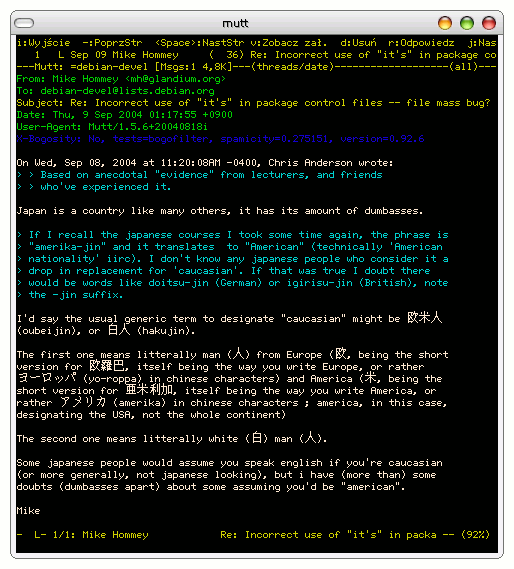 mutt
i:Wyjście  -:PoprzStr  <Space>:NastStr v:Zobacz zał.  d:Usuń  r:Odpowiedz  j:Nas
1   L Sep 09 Mike Hommey     (  36) Re: Incorrect use of "it's" in package co
---Mutt: =debian-devel [Msgs:1 4,8K]---(threads/date)-------------------(all)---
From: Mike Hommey <mh@glandium.org>
To: debian-devel@lists.debian.org
Subject: Re: Incorrect use of "it's" in package control files -- file mass bug?
Date: Thu, 9 Sep 2004 01:17:55 +0900
User-Agent: Mutt/1.5.6+20040818i
X-Bogosity: No, tests=bogofilter, spamicity=0.275151, version=0.92.6
On Wed, Sep 08, 2004 at 11:20:08AM -0400, Chris Anderson wrote:
> > Based on anecdotal "evidence" from lecturers, and friends
> > who've experienced it.
Japan is a country like many others, it has its amount of dumbasses.
> If I recall the japanese courses I took some time again, the phrase is
> "amerika-jin" and it translates  to "American" (technically 'American
> nationality' iirc). I don't know any japanese people who consider it a
> drop in replacement for 'caucasian'. If that was true I doubt there
> would be words like doitsu-jin (German) or igirisu-jin (British), note
> the -jin suffix.
I'd say the usual generic term to designate "caucasian" might be 欧米人
(oubeijin), or 白人 (hakujin).
The first one means litterally man (人) from Europe (欧, being the short
version for 欧羅巴, itself being the way you write Europe, or rather
ヨーロッパ (yo-roppa) in chinese characters) and America (米, being the
short version for 亜米利加, itself being the way you write America, or
rather アメリカ (amerika) in chinese characters ; america, in this case,
designating the USA, not the whole continent)
The second one means litterally white (白) man (人).
Some japanese people would assume you speak english if you're caucasian
(or more generally, not japanese looking), but i have (more than) some
doubts (dumbasses apart) about some assuming you'd be "american".
Mike
-  L- 1/1: Mike Hommey            Re: Incorrect use of "it's" in packa -- (92%)